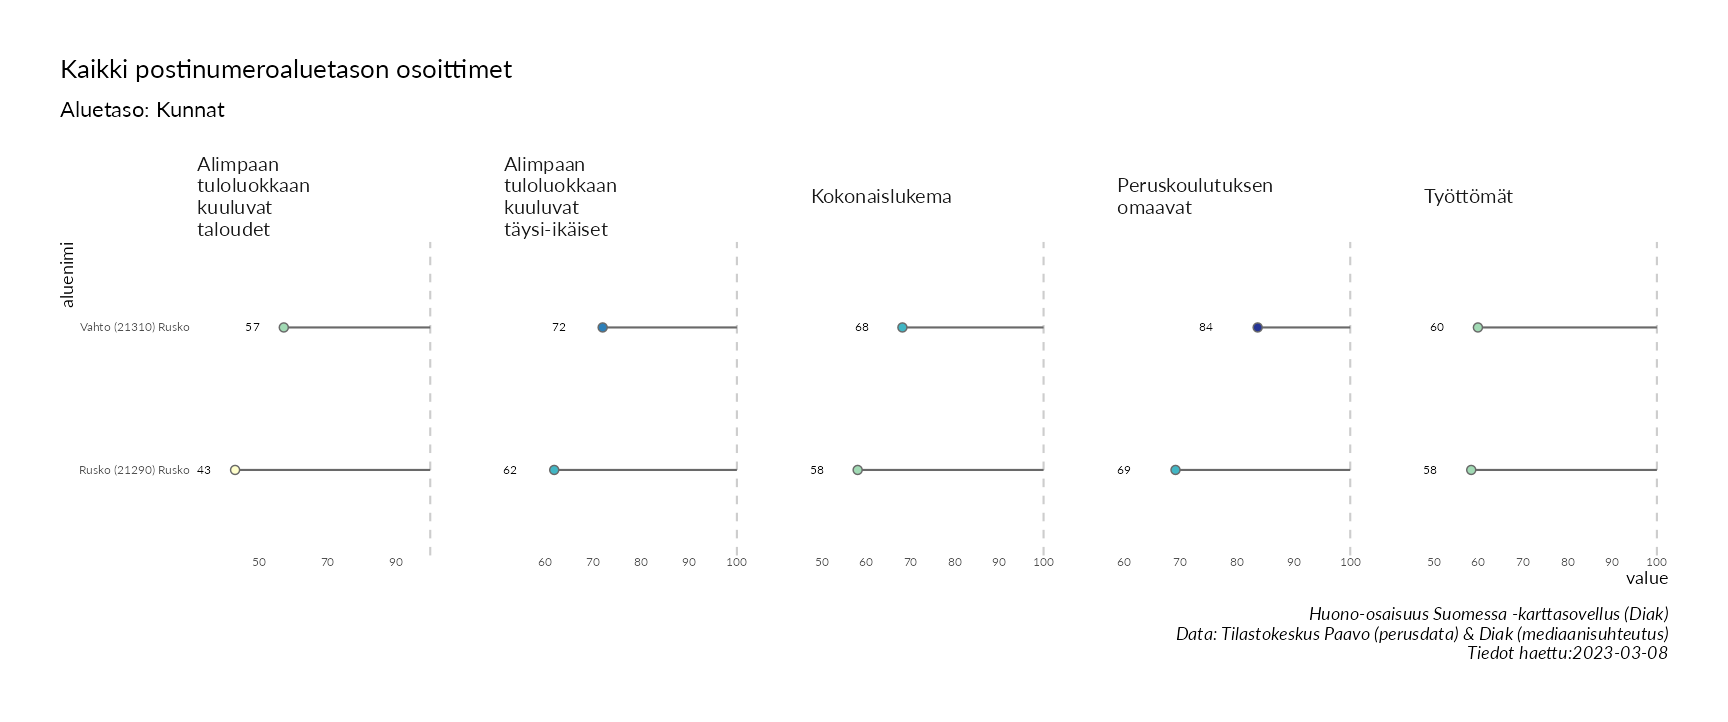 Kaikki postinumeroaluetason osoittimet
Aluetaso: Kunnat
Alimpaan
tuloluokkaan
kuuluvat
taloudet
Alimpaan
tuloluokkaan
kuuluvat
täysi-ikäiset
Kokonaislukema
Peruskoulutuksen
omaavat
Työttömät
aluenimi
Vahto (21310) Rusko 57 72 68 84 60
Rusko (21290) Rusko 43 62 58 69 58
50 70 90 60 70 80 90 100 50 60 70 80 90 100 60 70 80 90 100 50 60 70 80 90 100
value
Huono-osaisuus Suomessa -karttasovellus (Diak)
Data: Tilastokeskus Paavo (perusdata) & Diak (mediaanisuhteutus)
Tiedot haettu:2023-03-08